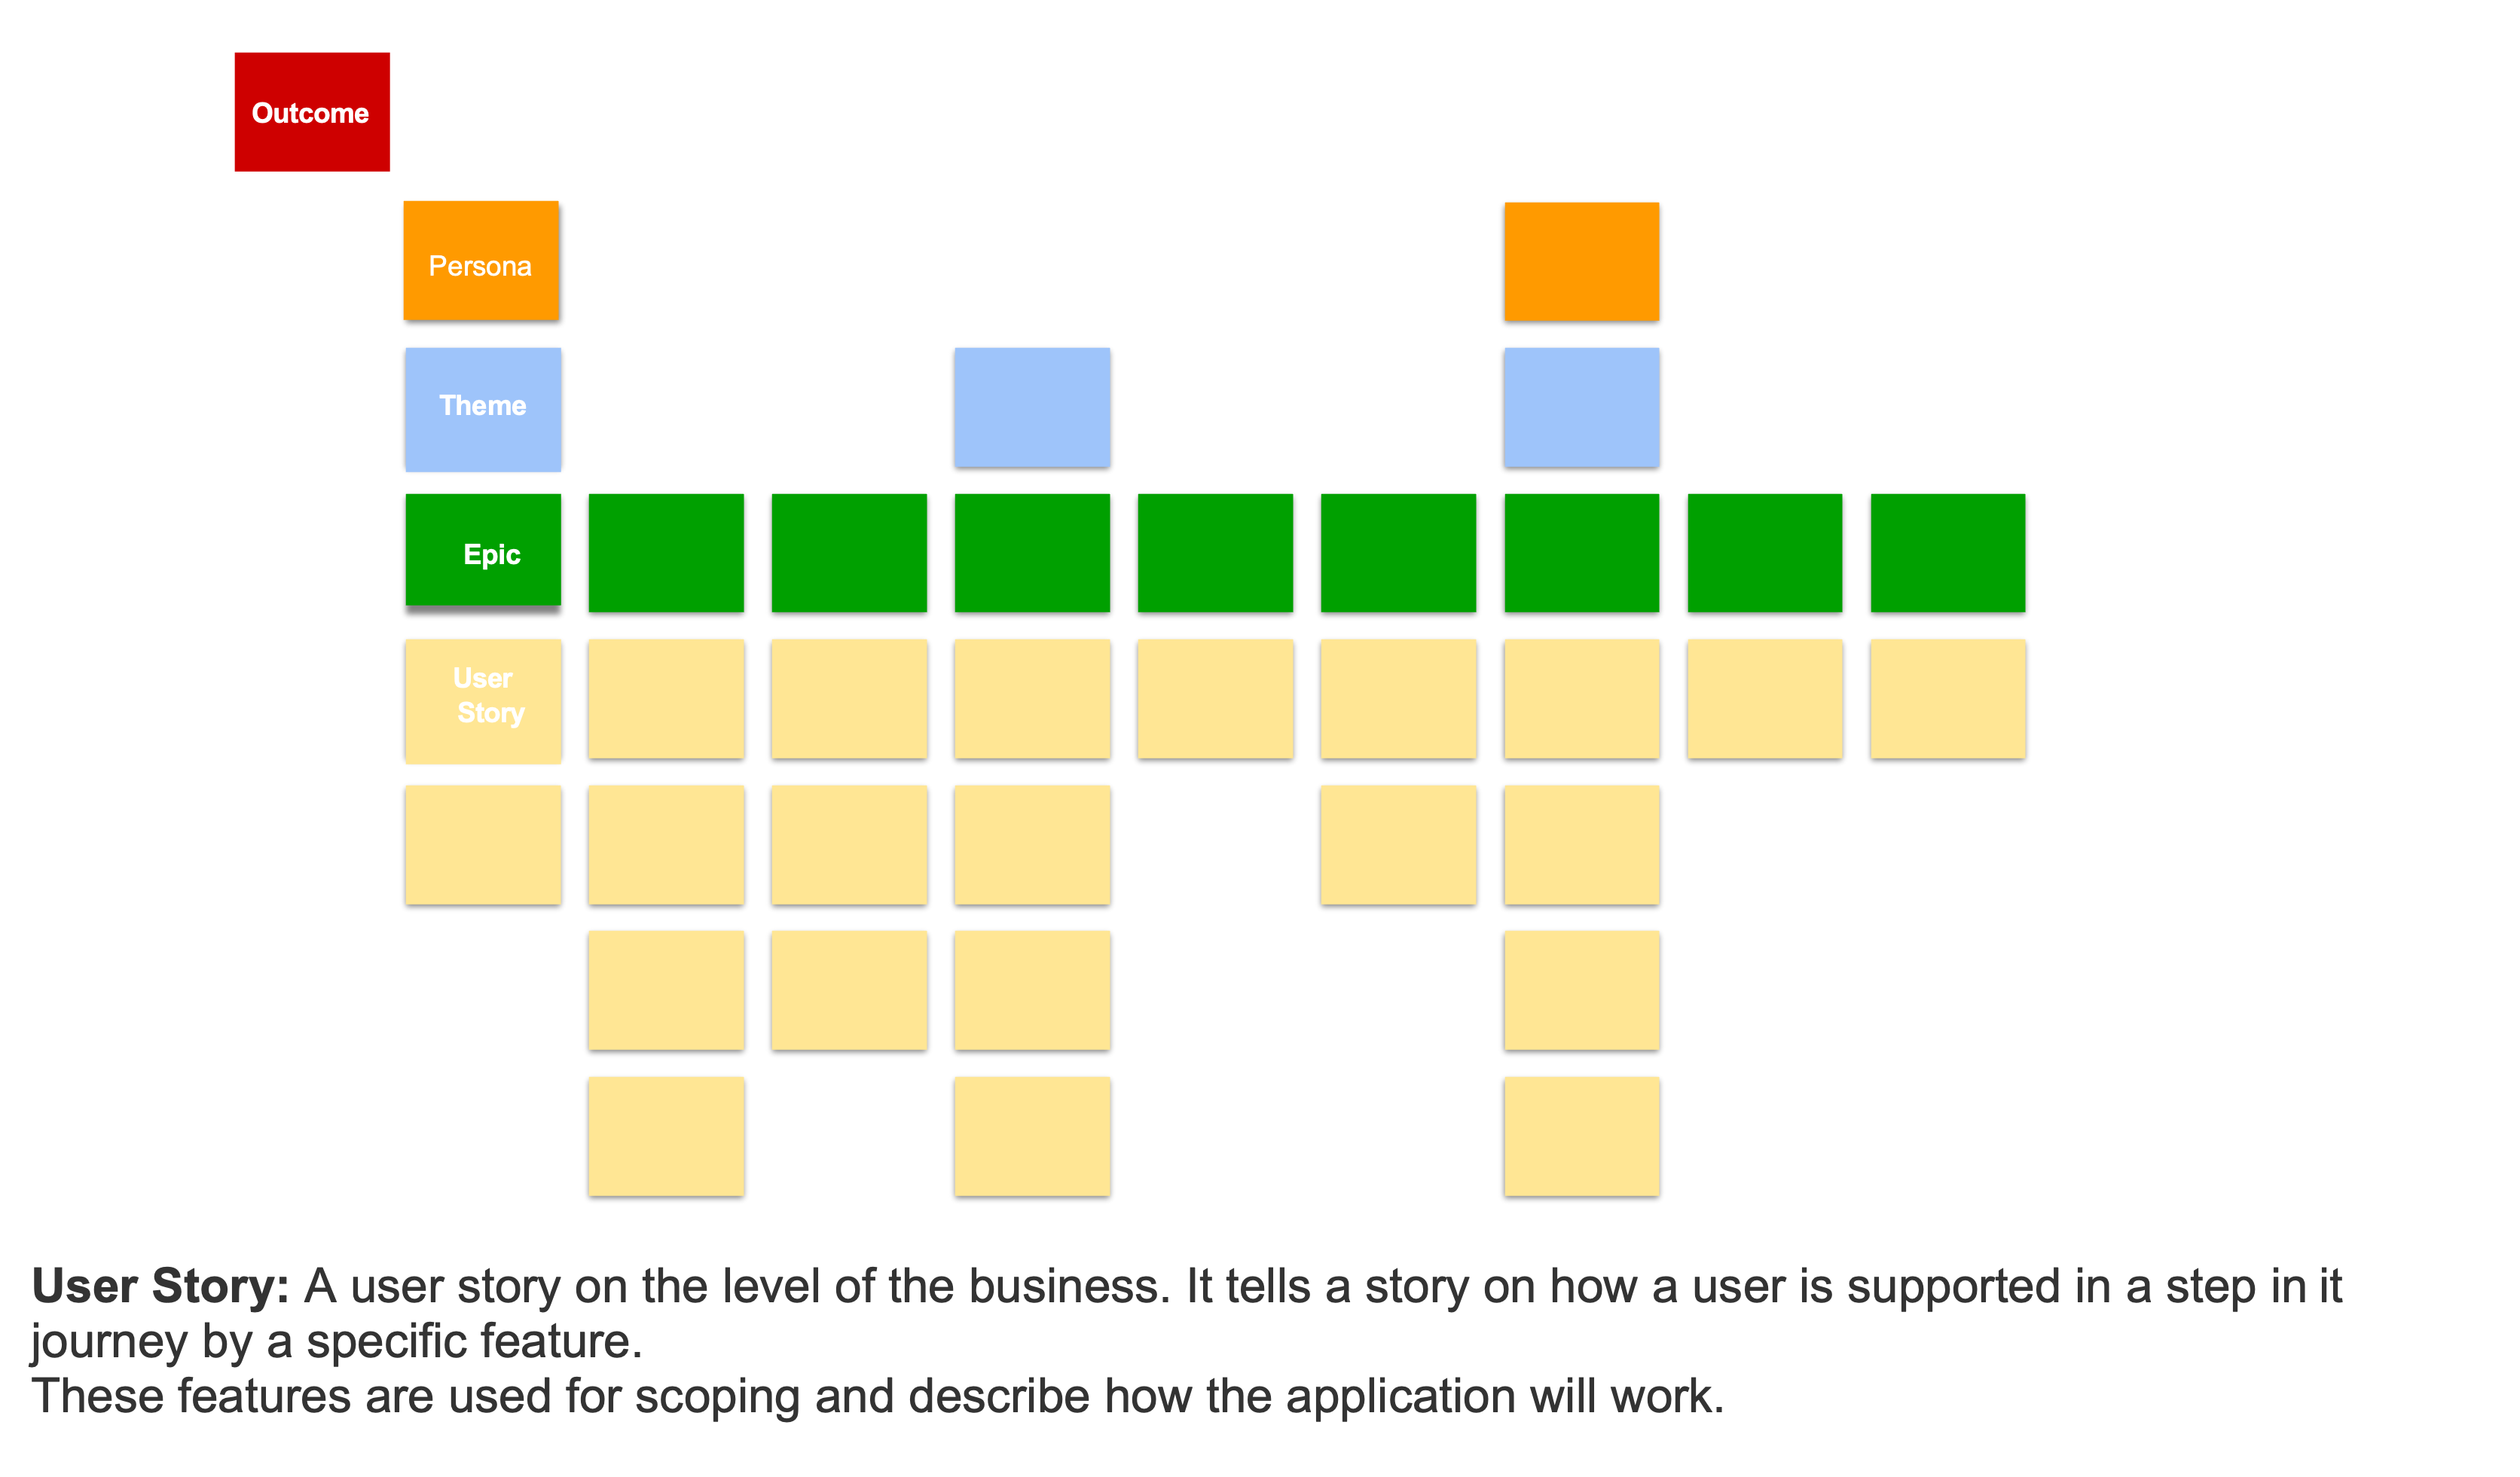 Outcome
Persona
Theme
Epic
User
Story
User Story: A user story on the level of the business. It tells a story on how a user is supported in a step in it
journey by a specific feature.
These features are used for scoping and describe how the application will work.